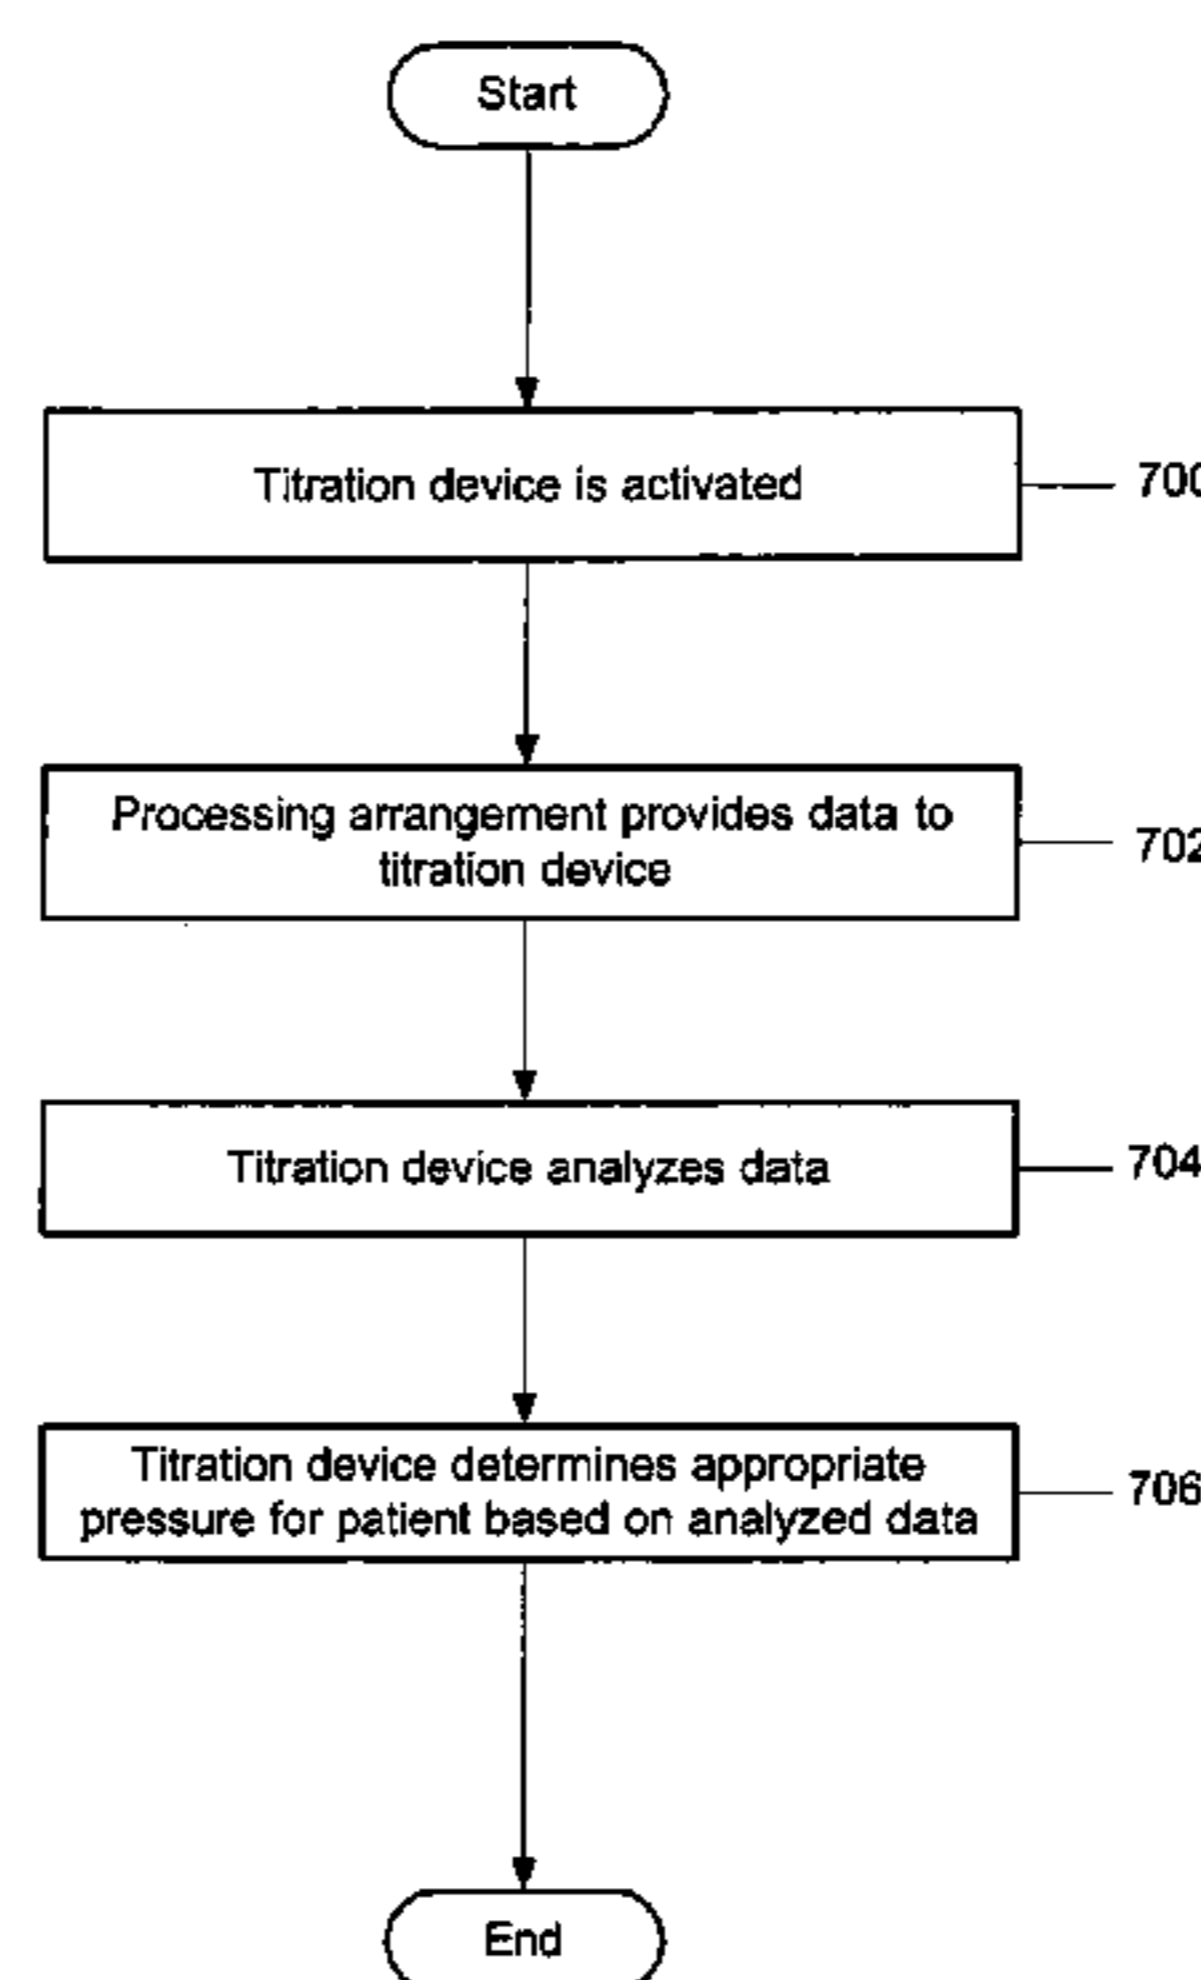 Start
Titration device is activated
700
Processing arrangement provides data to
titration device
702
Titration device analyzes data
704
Titration device determines appropriate
pressure for patient based on analyzed data
706
End